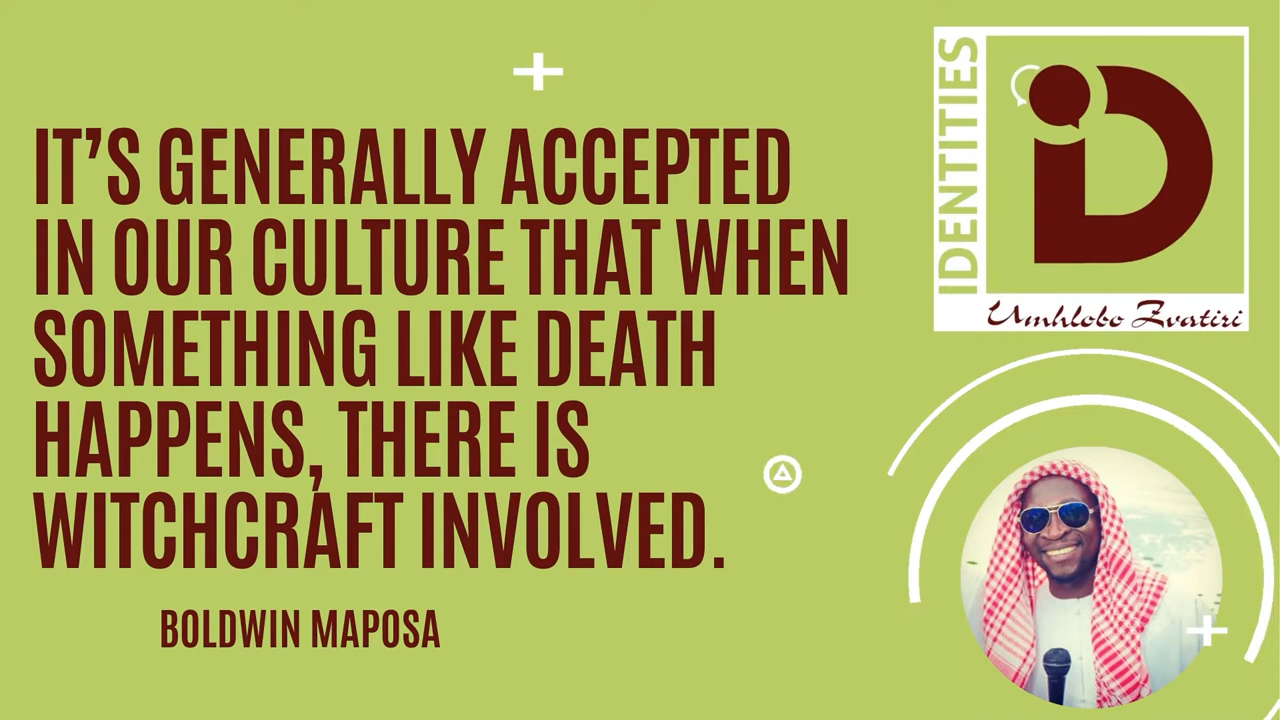 IT’S GENERALLY ACCEPTED
IN OUR CULTURE THAT WHEN
SOMETHING LIKE DEATH
HAPPENS, THERE IS
WITCHCRAFT INVOLVED.
BOLDWIN MAPOSA
IDENTITIES
iD
Umhlobo Zvatiri